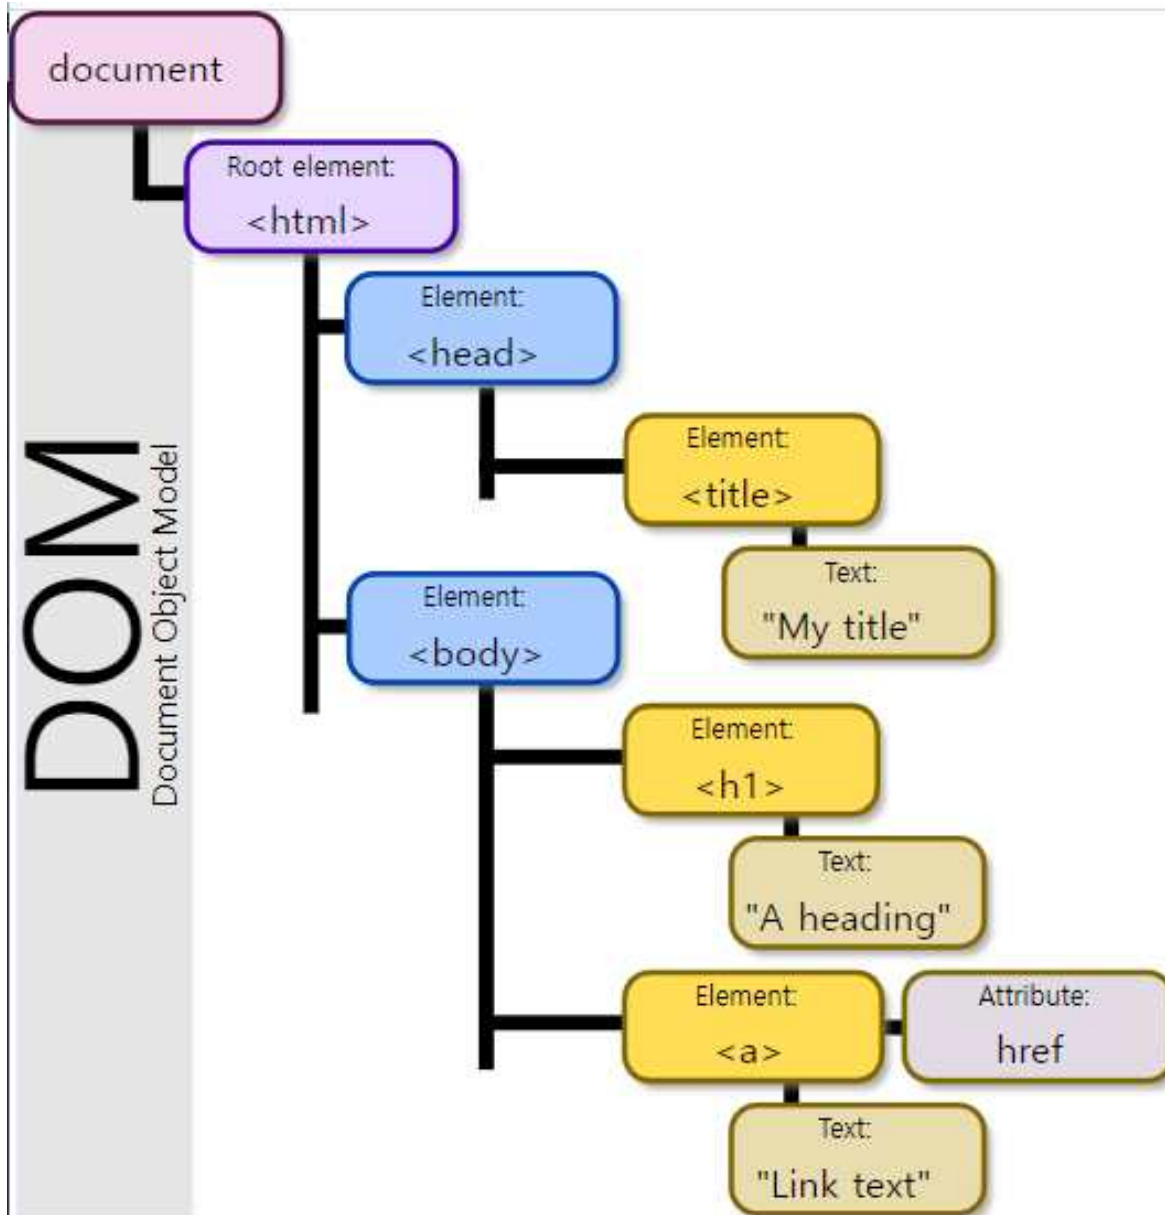 document
Root element:
<html>
Element:
<head>
Element:
<title>
Text:
"My title"
Element:
<body>
Element:
<h1>
Text:
"A heading"
Element:
<a>
Attribute:
href
Text:
"Link text"
DOM
Document Object Model